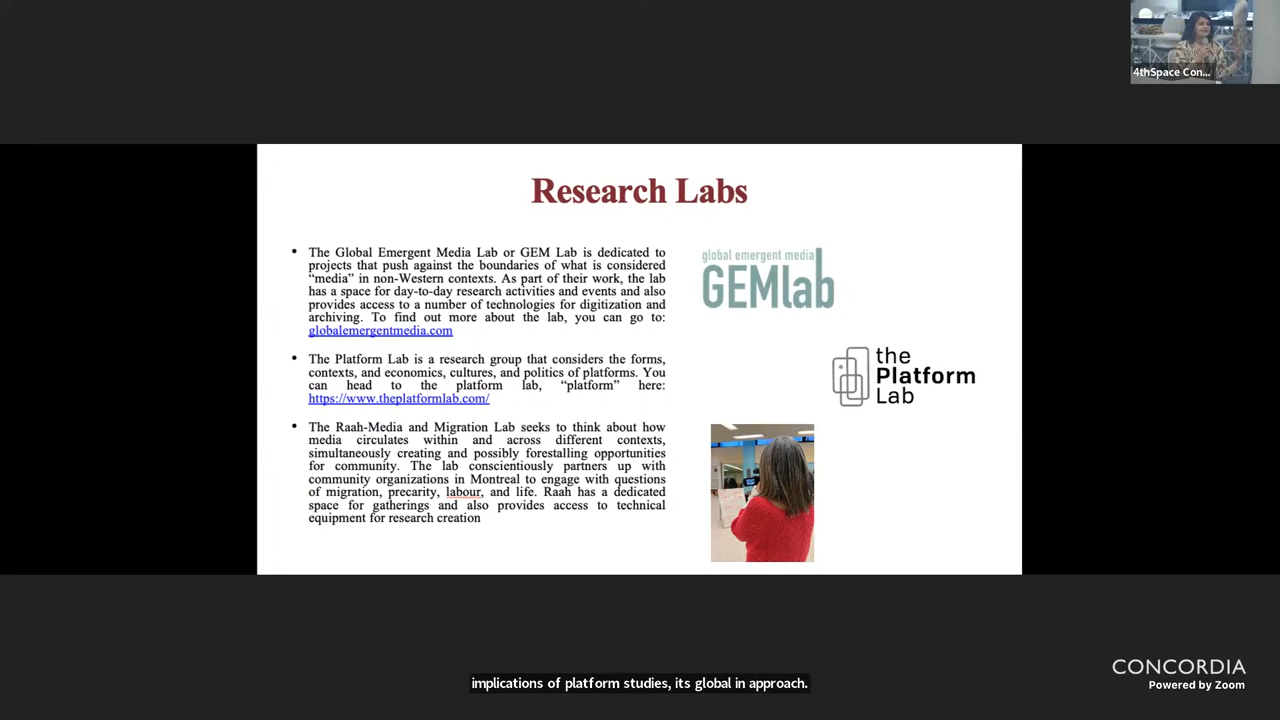 4thSpace Con...
Research Labs
• The Global Emergent Media Lab or GEM Lab is dedicated to
projects that push against the boundaries of what is considered
“media” in non-Western contexts. As part of their work, the lab
has a space for day-to-day research activities and events and also
provides access to a number of technologies for digitization and
archiving. To find out more about the lab, you can go to:
globalemergentmedia.com
• The Platform Lab is a research group that considers the forms,
contexts, and economics, cultures, and politics of platforms. You
can head to the platform lab, “platform” here:
https://www.theplatformlab.com/
• The Raah-Media and Migration Lab seeks to think about how
media circulates within and across different contexts,
simultaneously creating and possibly forestalling opportunities
for community. The lab conscientiously partners up with
community organizations in Montreal to engage with questions
of migration, precarity, labour, and life. Raah has a dedicated
space for gatherings and also provides access to technical
equipment for research creation
global emergent media
GEMlab
the
Platform
Lab
implications of platform studies, its global in approach.
CONCORDIA
Powered by Zoom